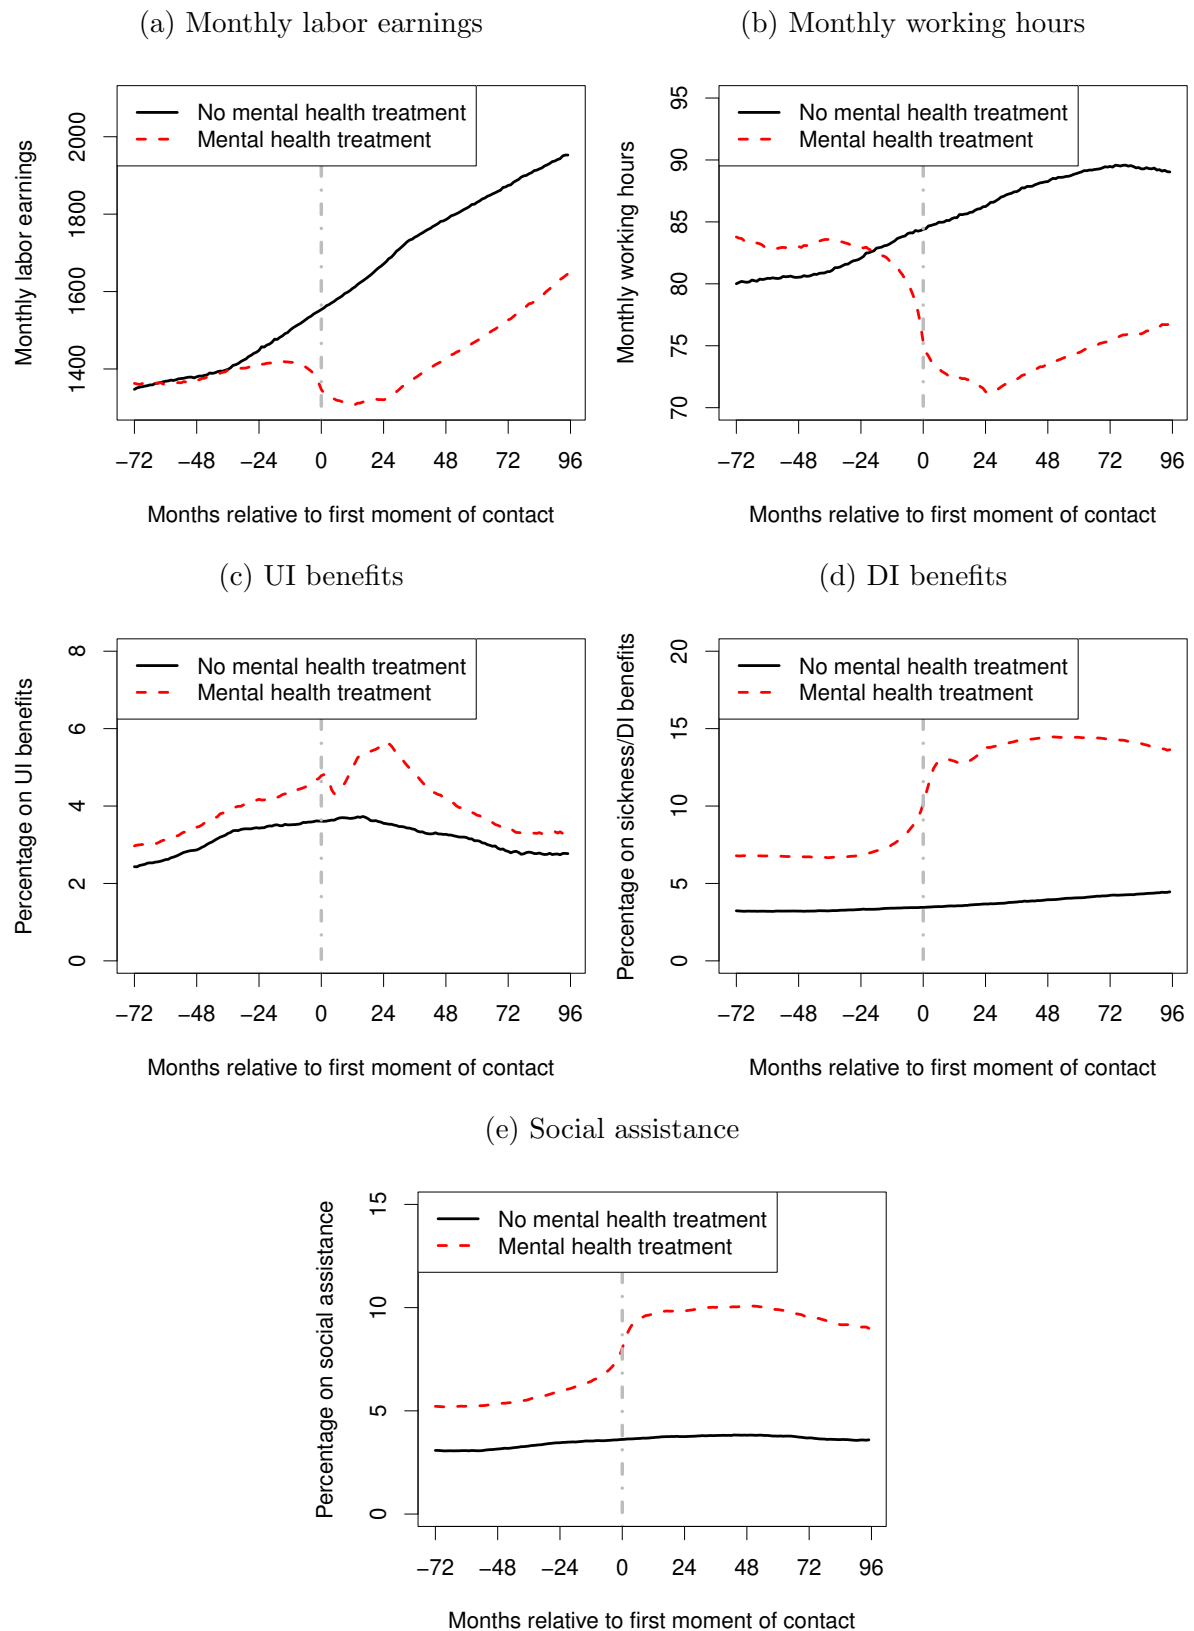 (a) Monthly labor earnings
(b) Monthly working hours
No mental health treatment
Mental health treatment
Monthly labor earnings
2000
1800
1600
1400
−72 −48 −24 0 24 48 72 96
Months relative to first moment of contact
No mental health treatment
Mental health treatment
Monthly working hours
95
90
85
80
75
70
−72 −48 −24 0 24 48 72 96
Months relative to first moment of contact
(c) UI benefits
(d) DI benefits
No mental health treatment
Mental health treatment
Percentage on UI benefits
8
6
4
2
0
−72 −48 −24 0 24 48 72 96
Months relative to first moment of contact
No mental health treatment
Mental health treatment
Percentage on sickness/DI benefits
20
15
10
5
0
−72 −48 −24 0 24 48 72 96
Months relative to first moment of contact
(e) Social assistance
No mental health treatment
Mental health treatment
Percentage on social assistance
15
10
5
0
−72 −48 −24 0 24 48 72 96
Months relative to first moment of contact